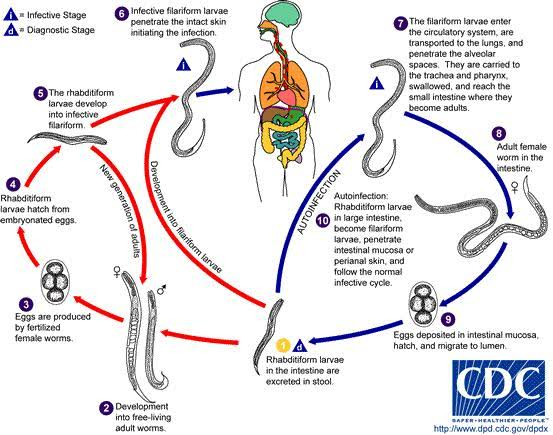 i = Infective Stage
d = Diagnostic Stage
6 Infective filariform larvae
penetrate the intact skin
initiating the infection.
i
7 The filariform larvae enter
the circulatory system, are
transported to the lungs, and
penetrate the alveolar
spaces.  They are carried to
the trachea and pharynx,
swallowed, and reach the
small intestine where they
become adults.
i
5 The rhabditiform
larvae develop
into infective
filariform.
8
Adult female
worm in the
intestine.
♀
4
Rhabditiform
larvae hatch from
embryonated eggs.
New generation of adults
Development into filariform larvae
AUTOINFECTION
10 Autoinfection:
Rhabditiform larvae
in large intestine,
become filariform
larvae, penetrate
intestinal mucosa or
perianal skin, and
follow the normal
infective cycle.
♀
♂
3
Eggs are produced
by fertilized
female worms.
9
Eggs deposited in intestinal mucosa,
hatch, and migrate to lumen.
1 d
Rhabditiform larvae
in the intestine are
excreted in stool.
2 Development
into free-living
adult worms.
CDC
SAFER·HEALTHIER·PEOPLE™
http://www.dpd.cdc.gov/dpdx